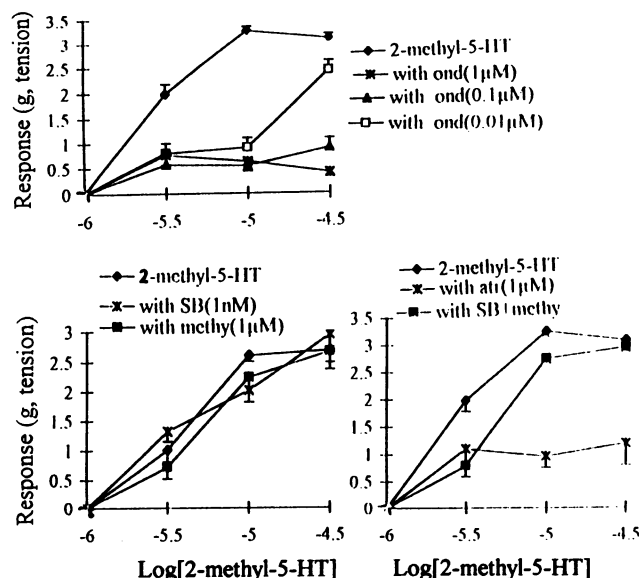 Response (g, tension)
3.5
3
2.5
2
1.5
1
0.5
0
-6
-5.5
-5
-4.5
2-methyl-5-HT
with ond(1μM)
with ond(0.1μM)
with ond(0.01μM)
Response (g, tension)
2-methyl-5-HT
with SB(1nM)
with methy(1μM)
3
2.5
2
1.5
1
0.5
0
-6
-5.5
-5
-4.5
Log[2-methyl-5-HT]
2-methyl-5-HT
with atr(1μM)
with SB+methy
3.5
3
2.5
2
1.5
1
0.5
0
-6
-5.5
-5
-4.5
Log[2-methyl-5-HT]